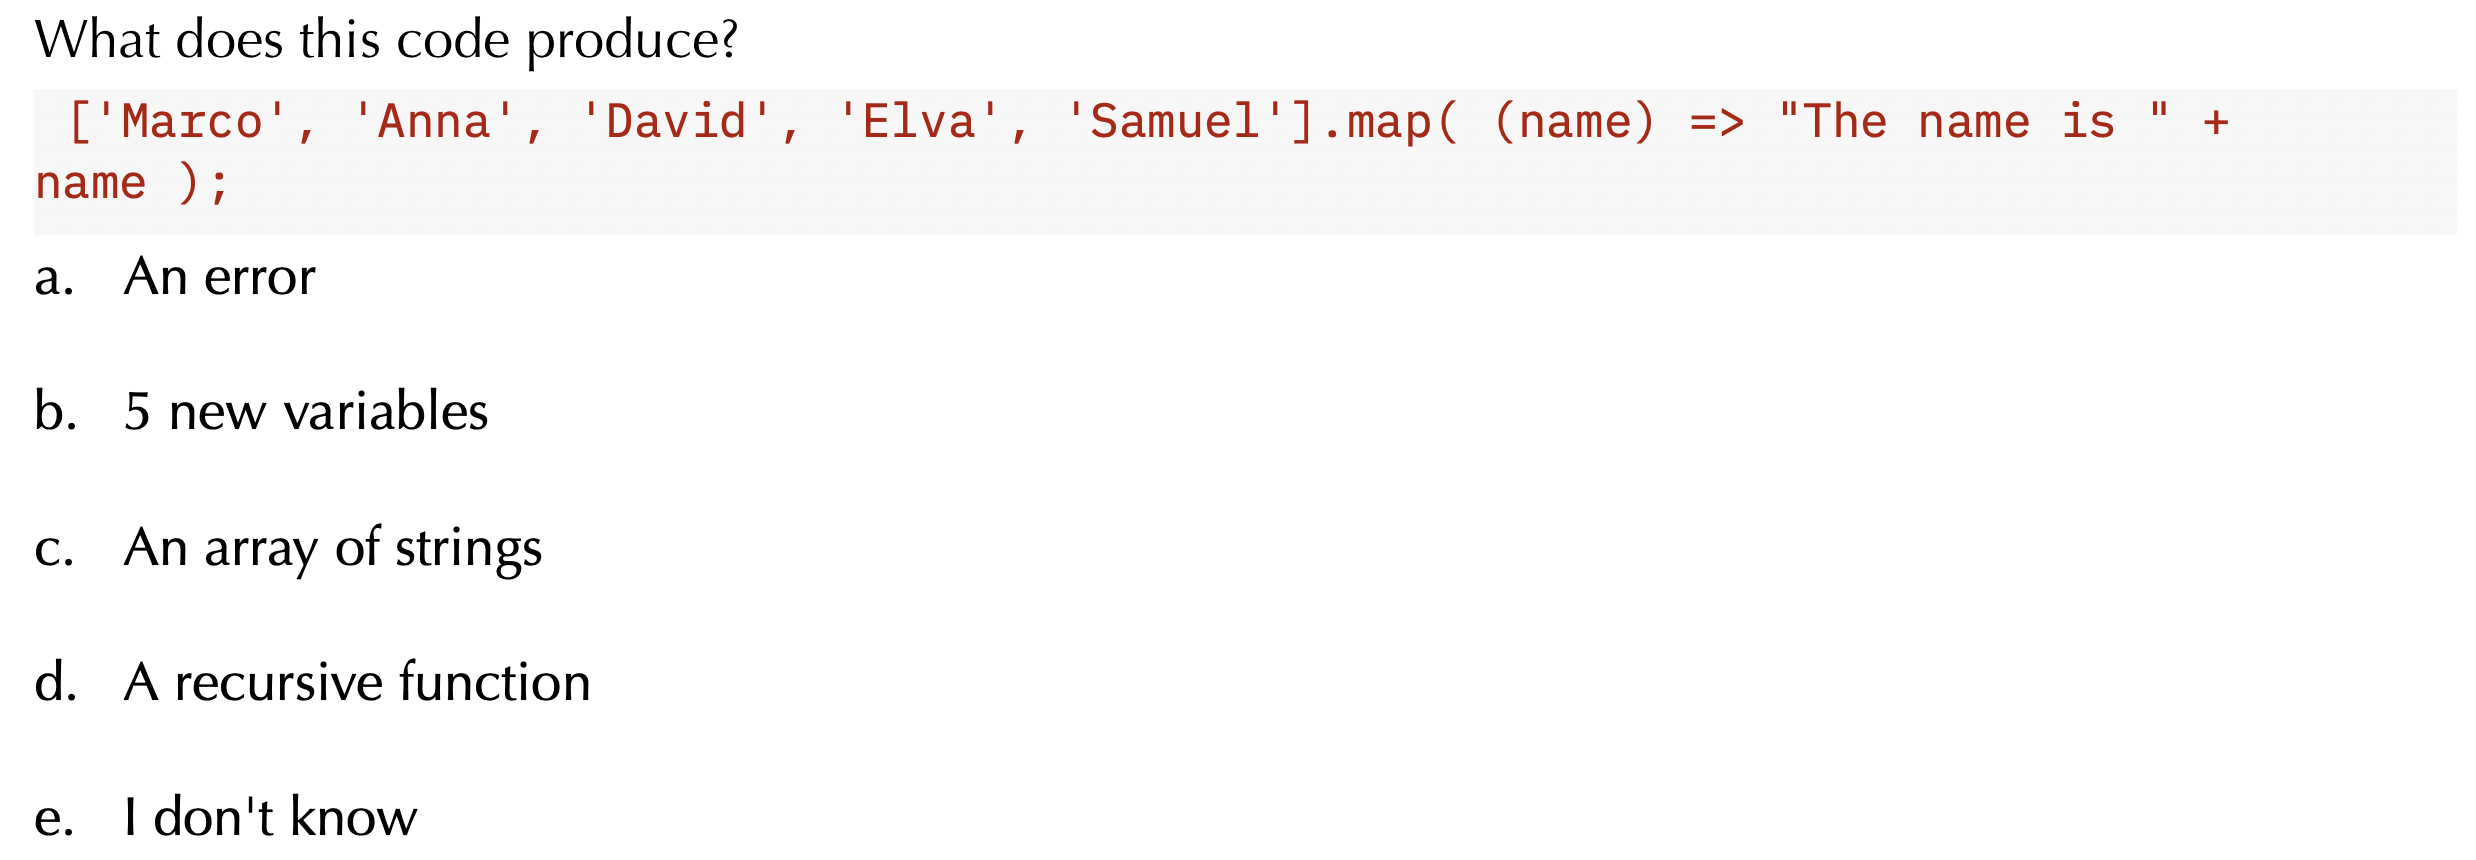 What does this code produce?
['Marco', 'Anna', 'David', 'Elva', 'Samuel'].map( (name) => "The name is " +
name );
a. An error
b. 5 new variables
c. An array of strings
d. A recursive function
e. I don't know